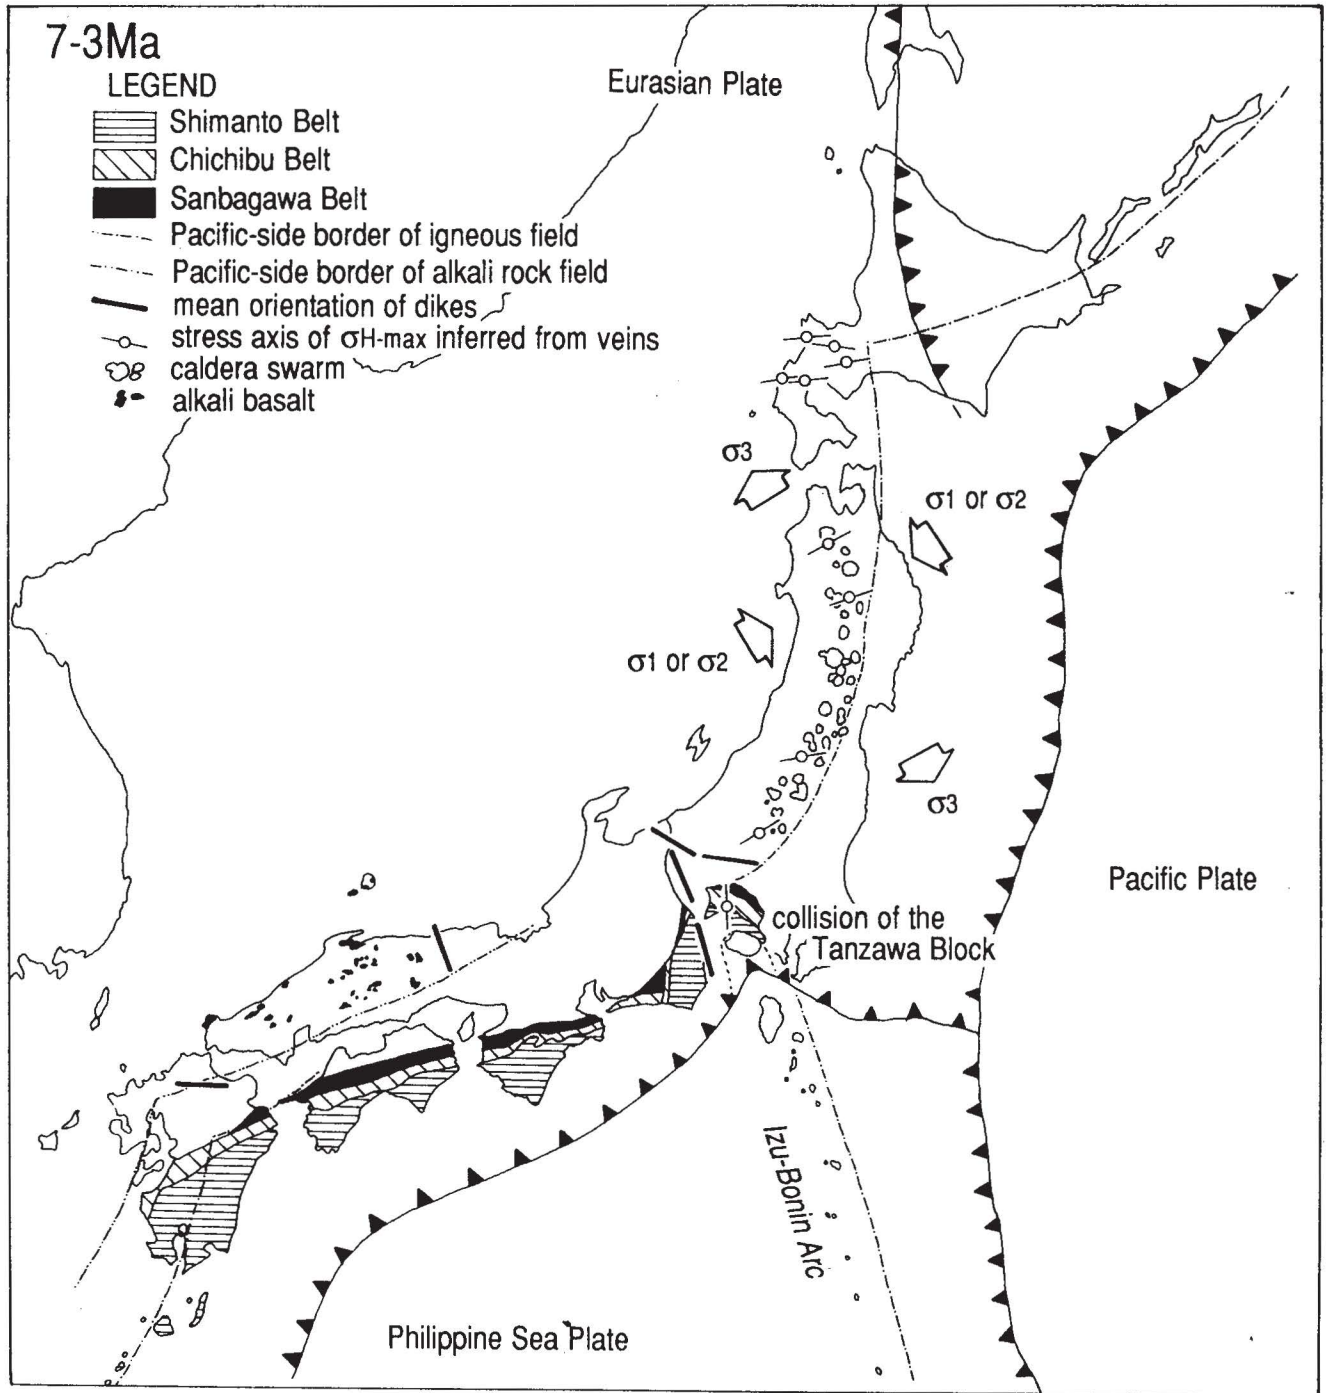 7-3Ma
LEGEND
Shimanto Belt
Chichibu Belt
Sanbagawa Belt
Pacific-side border of igneous field
Pacific-side border of alkali rock field
mean orientation of dikes
stress axis of σH-max inferred from veins
caldera swarm
alkali basalt
Eurasian Plate
σ3
σ1 or σ2
σ1 or σ2
σ3
Pacific Plate
collision of the
Tanzawa Block
Izu-Bonin Arc
Philippine Sea Plate